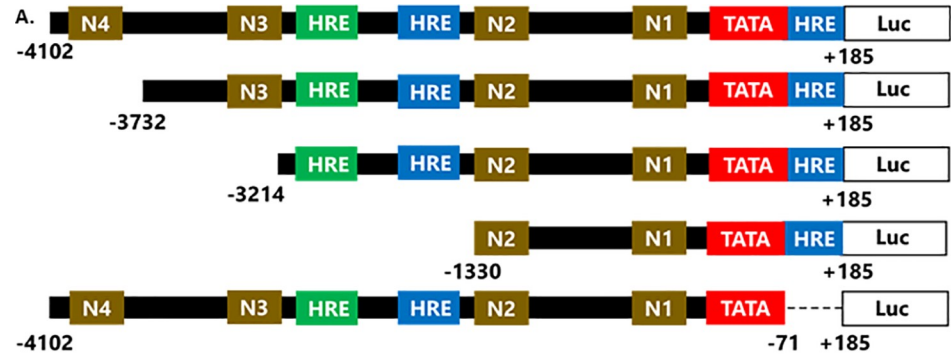 A.
N4 N3 HRE HRE N2 N1 TATA HRE Luc
-4102 +185
N3 HRE HRE N2 N1 TATA HRE Luc
-3732 +185
HRE HRE N2 N1 TATA HRE Luc
-3214 +185
N2 N1 TATA HRE Luc
-1330 +185
N4 N3 HRE HRE N2 N1 TATA Luc
-4102 -71 +185